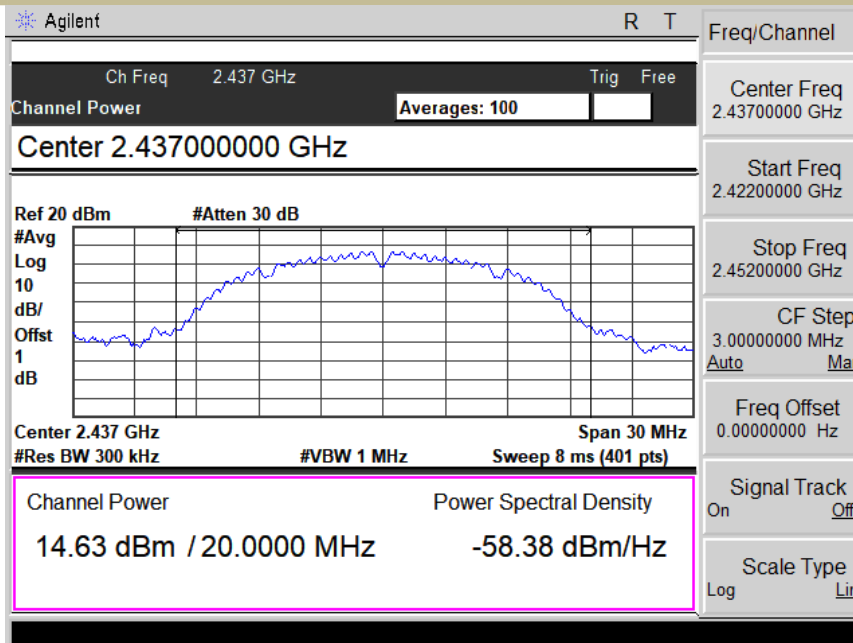 Agilent R T
Ch Freq 2.437 GHz Trig Free
Channel Power Averages: 100
Center 2.437000000 GHz
Ref 20 dBm #Atten 30 dB
#Avg
Log
10
dB/
Offst
1
dB
Center 2.437 GHz Span 30 MHz
#Res BW 300 kHz #VBW 1 MHz Sweep 8 ms (401 pts)
Channel Power Power Spectral Density
14.63 dBm / 20.0000 MHz -58.38 dBm/Hz
Freq/Channel
Center Freq
2.43700000 GHz
Start Freq
2.42200000 GHz
Stop Freq
2.45200000 GHz
CF Step
3.00000000 MHz
Auto Ma
Freq Offset
0.00000000 Hz
Signal Track
On Off
Scale Type
Log Lin